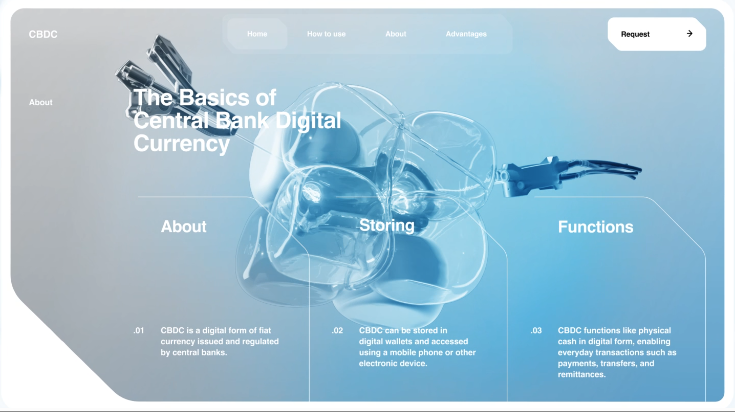 CBDC
Home
How to use
About
Advantages
Request
About
The Basics of
Central Bank Digital
Currency
About
Storing
Functions
.01
CBDC is a digital form of fiat
currency issued and regulated
by central banks.
.02
CBDC can be stored in
digital wallets and accessed
using a mobile phone or other
electronic device.
.03
CBDC functions like physical
cash in digital form, enabling
everyday transactions such as
payments, transfers, and
remittances.